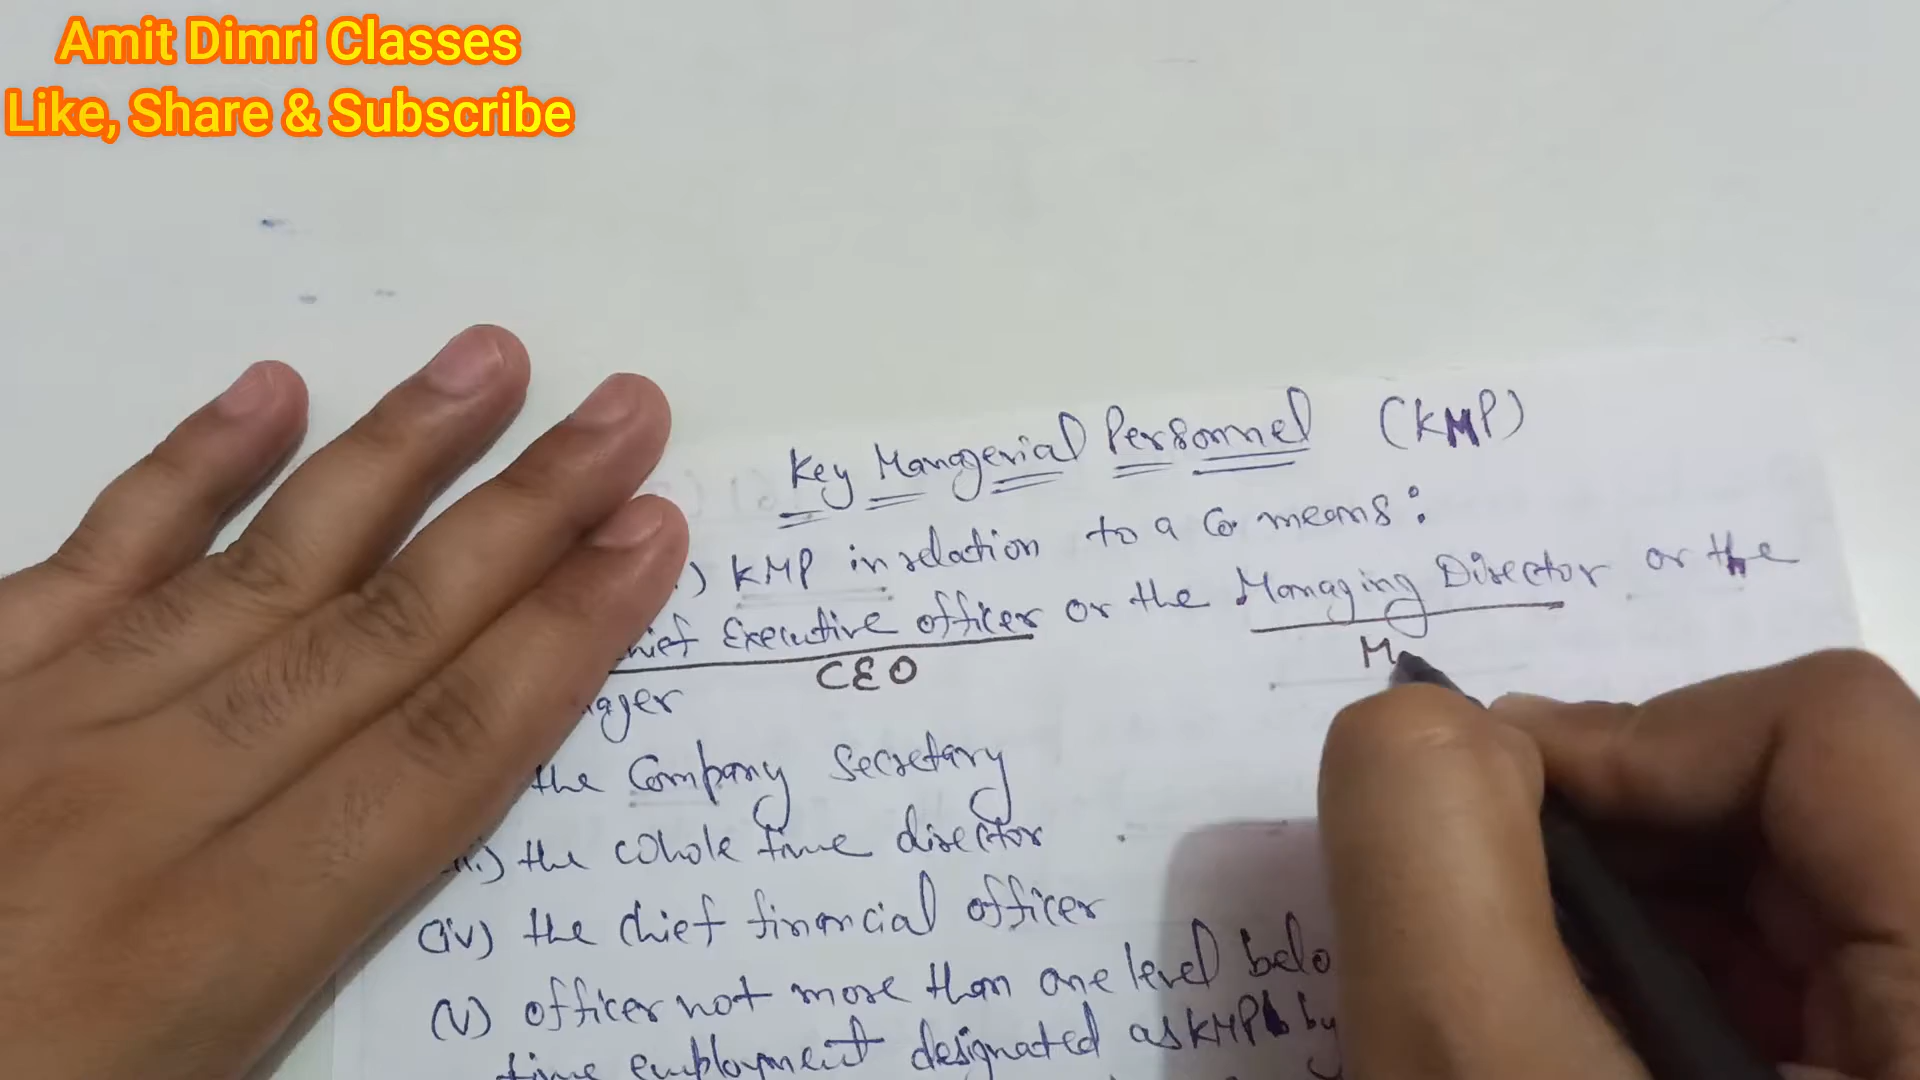 Amit Dimri Classes
Like, Share & Subscribe
Key Managerial Personnel (KMP)
KMP in relation to a Co means:
Executive officer or the Managing Director or the
CEO
M
the Company Secretary
the whole time director
(iv) the chief financial officer
(v) officer not more than one level
time employment designated as KMP by